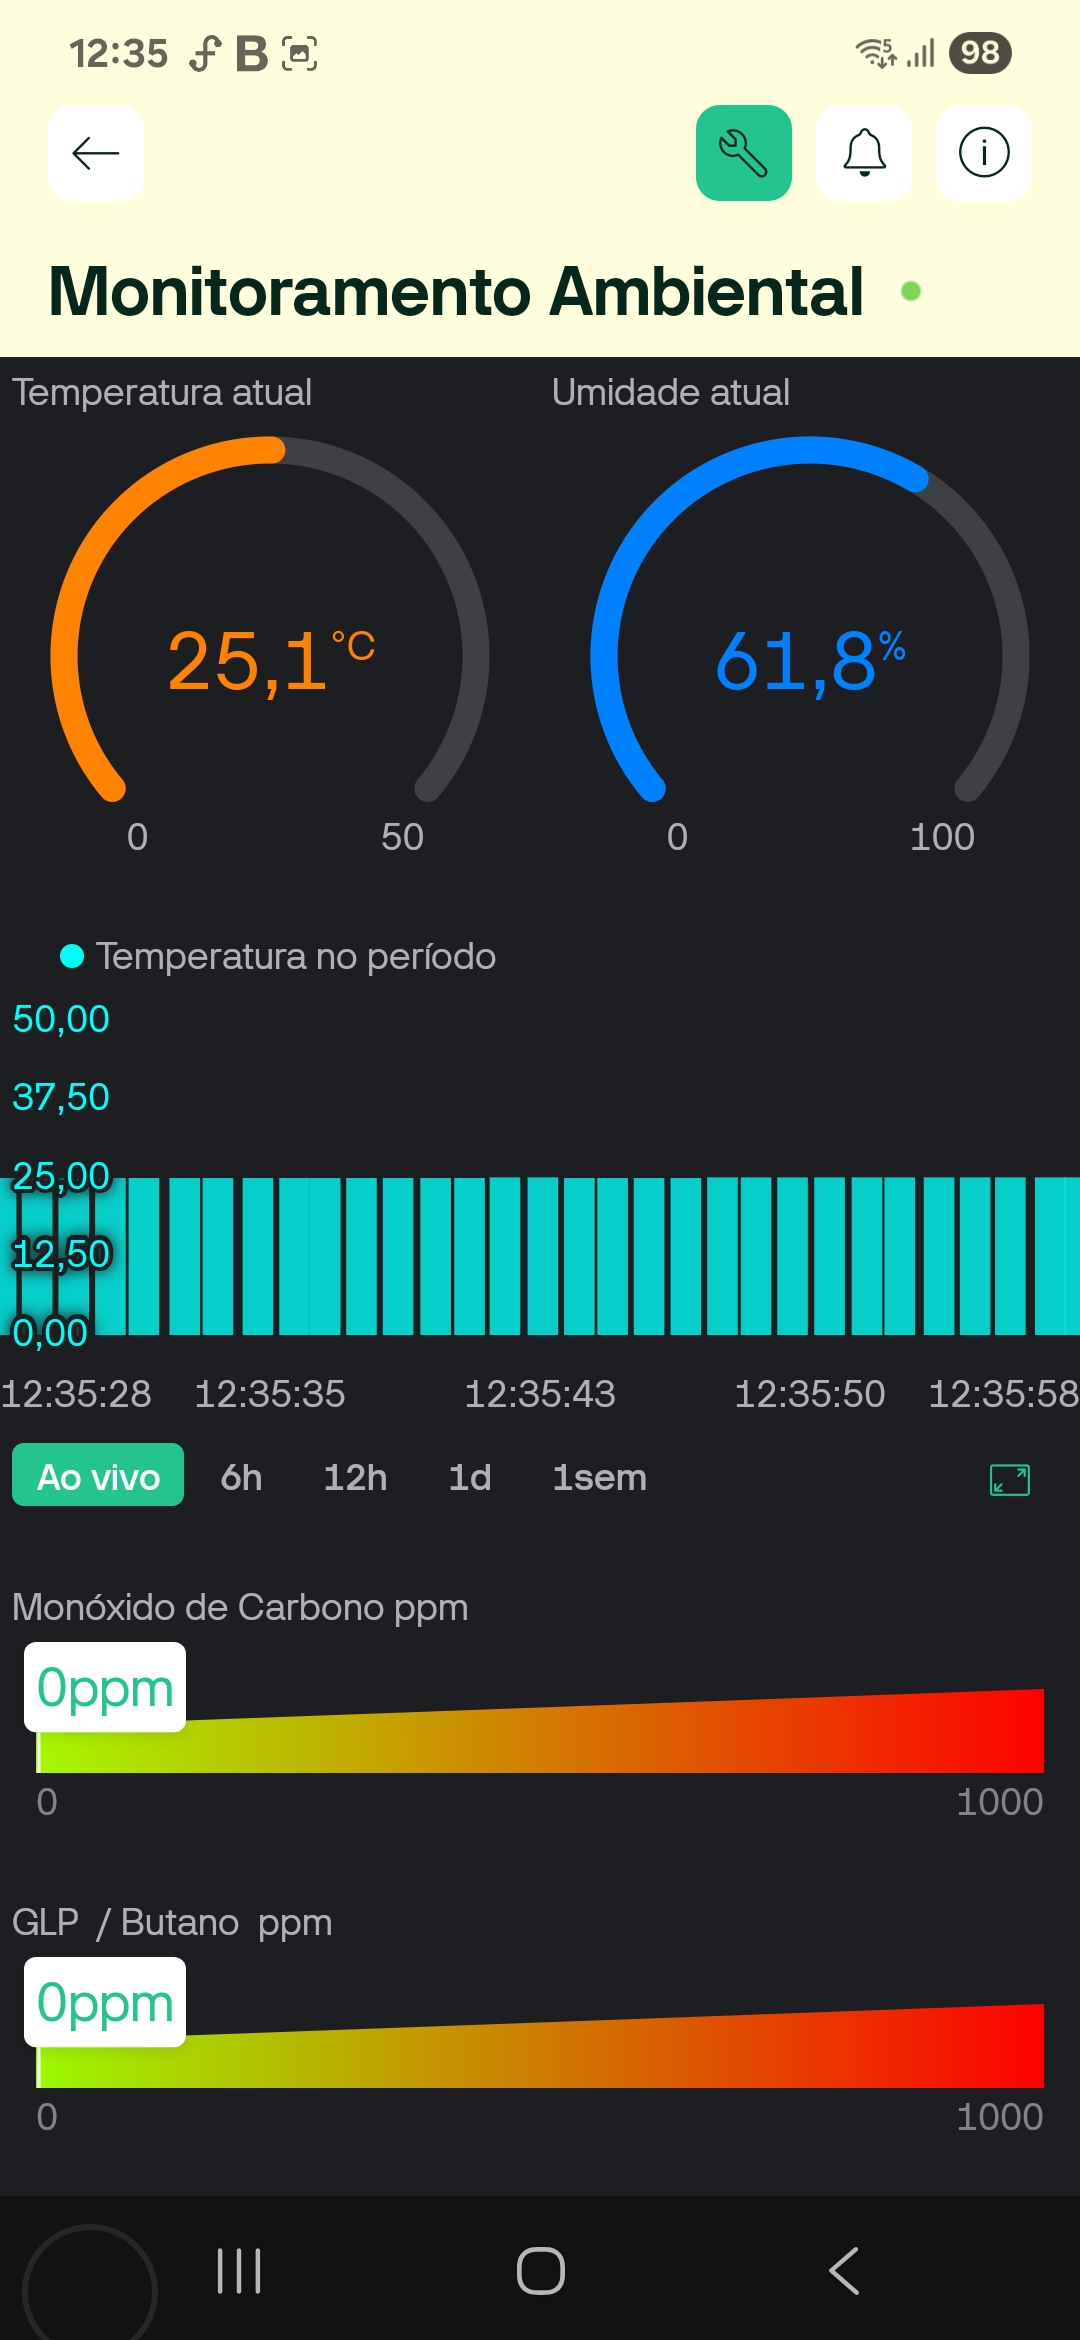 12:35 B 5 98
Monitoramento Ambiental
Temperatura atual Umidade atual
25,1°C 61,8%
0 50 0 100
Temperatura no período
50,00
37,50
25,00
12,50
0,00
12:35:28 12:35:35 12:35:43 12:35:50 12:35:58
Ao vivo 6h 12h 1d 1sem
Monóxido de Carbono ppm
0ppm
0 1000
GLP / Butano ppm
0ppm
0 1000